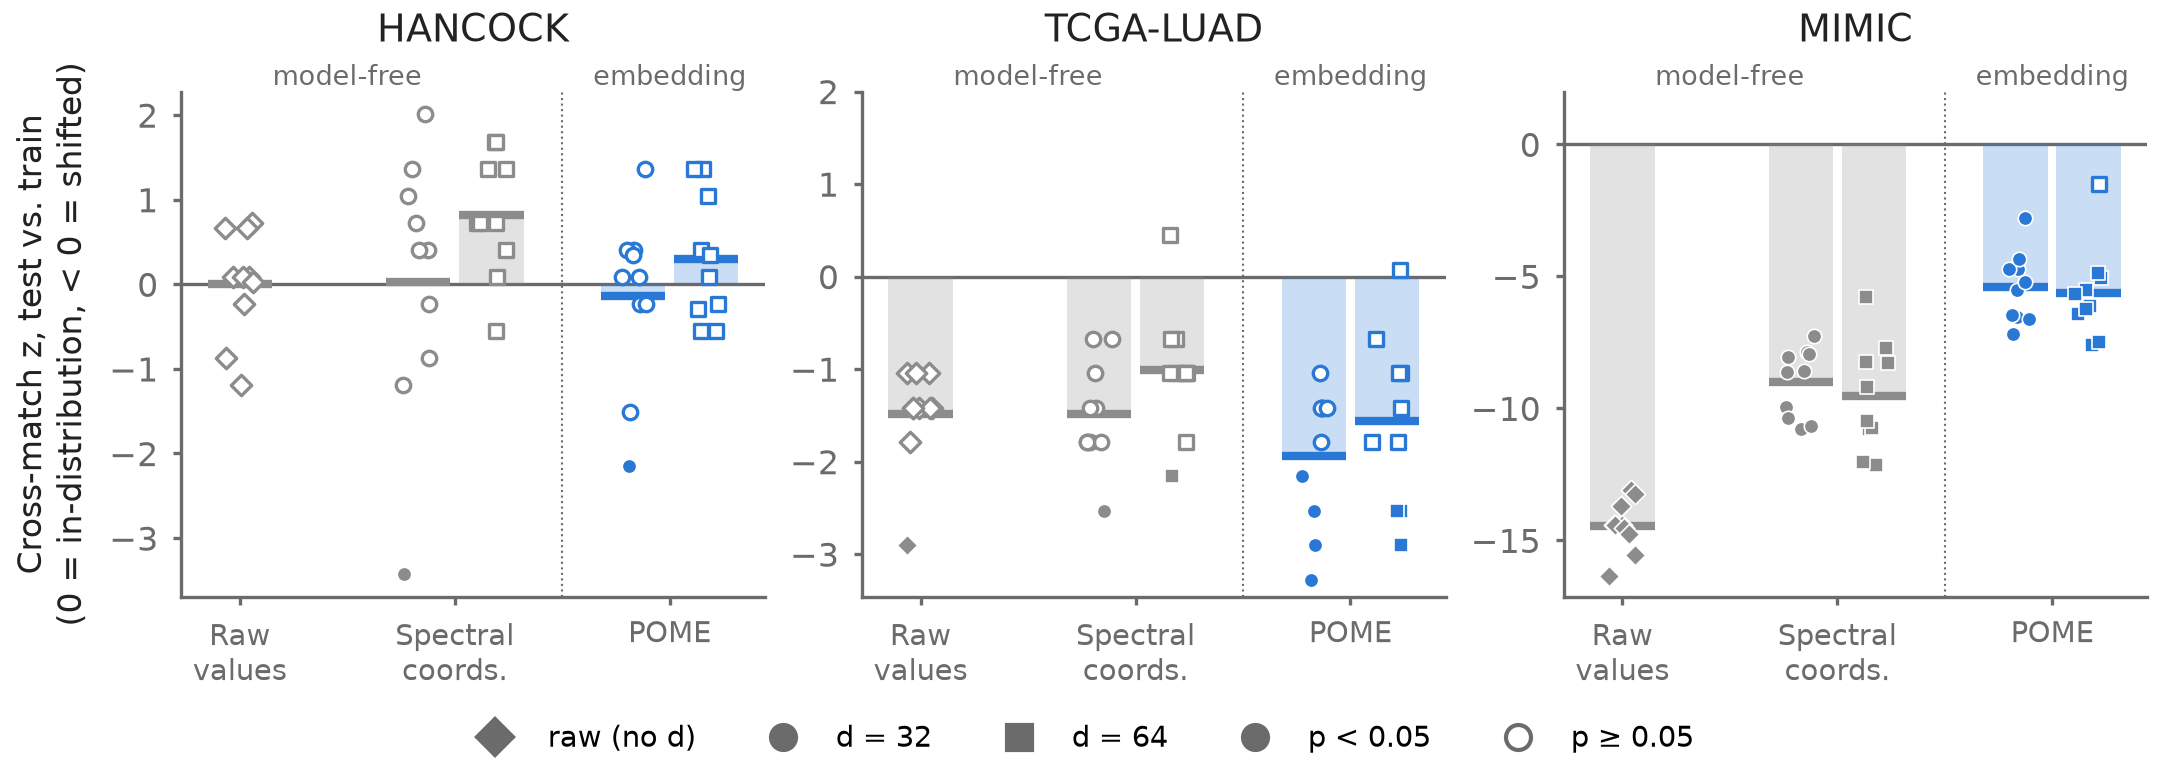 HANCOCK
TCGA-LUAD
MIMIC
model-free
embedding
model-free
embedding
model-free
embedding
Cross-match z, test vs. train
(0 = in-distribution, < 0 = shifted)
2
1
0
−1
−2
−3
2
1
0
−1
−2
−3
0
−5
−10
−15
Raw
values
Spectral
coords.
POME
Raw
values
Spectral
coords.
POME
Raw
values
Spectral
coords.
POME
raw (no d)
d = 32
d = 64
p < 0.05
p ≥ 0.05